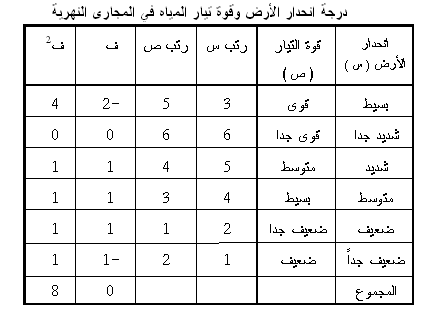 درجة انحدار الأرض وقوة تيار المياه في المجارى النهرية
انحدار الأرض ( س ) قوة التيار ( ص ) رتب س رتب ص ف ف2
بسيط قوى 3 5 -2 4
شديد جدا قوى جدا 6 6 0 0
شديد متوسط 5 4 1 1
متوسط بسيط 4 3 1 1
ضعيف ضعيف جدا 2 1 1 1
ضعيف جداً ضعيف 1 2 -1 1
المجموع 0 8